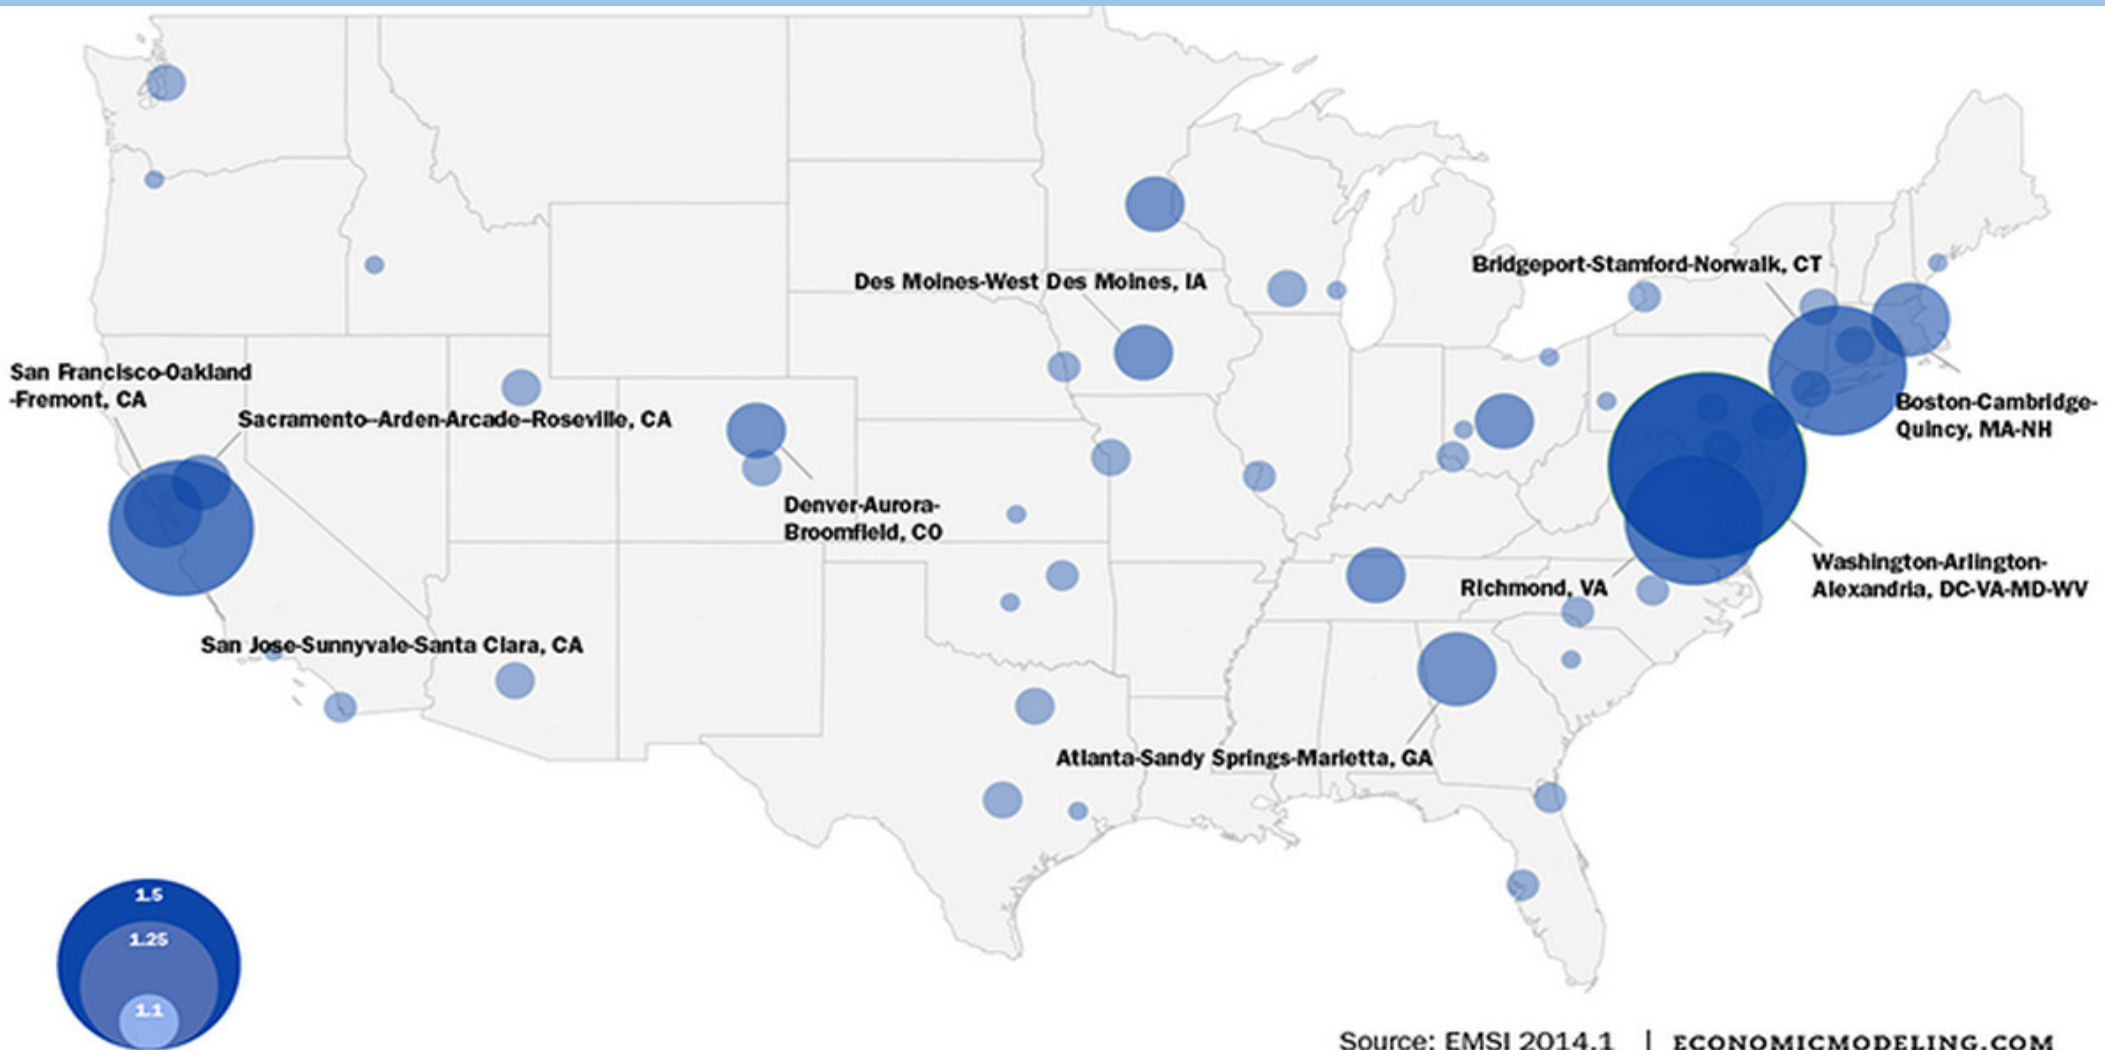 Des Moines-West Des Moines, IA
Bridgeport-Stamford-Norwalk, CT
San Francisco-Oakland
-Fremont, CA
Sacramento--Arden-Arcade--Roseville, CA
Boston-Cambridge-
Quincy, MA-NH
Denver-Aurora-
Broomfield, CO
Richmond, VA
Washington-Arlington-
Alexandria, DC-VA-MD-WV
San Jose-Sunnyvale-Santa Clara, CA
Atlanta-Sandy Springs-Marietta, GA
1.5
1.25
1.1
Source: EMSI 2014.1 | ECONOMICMODELING.COM